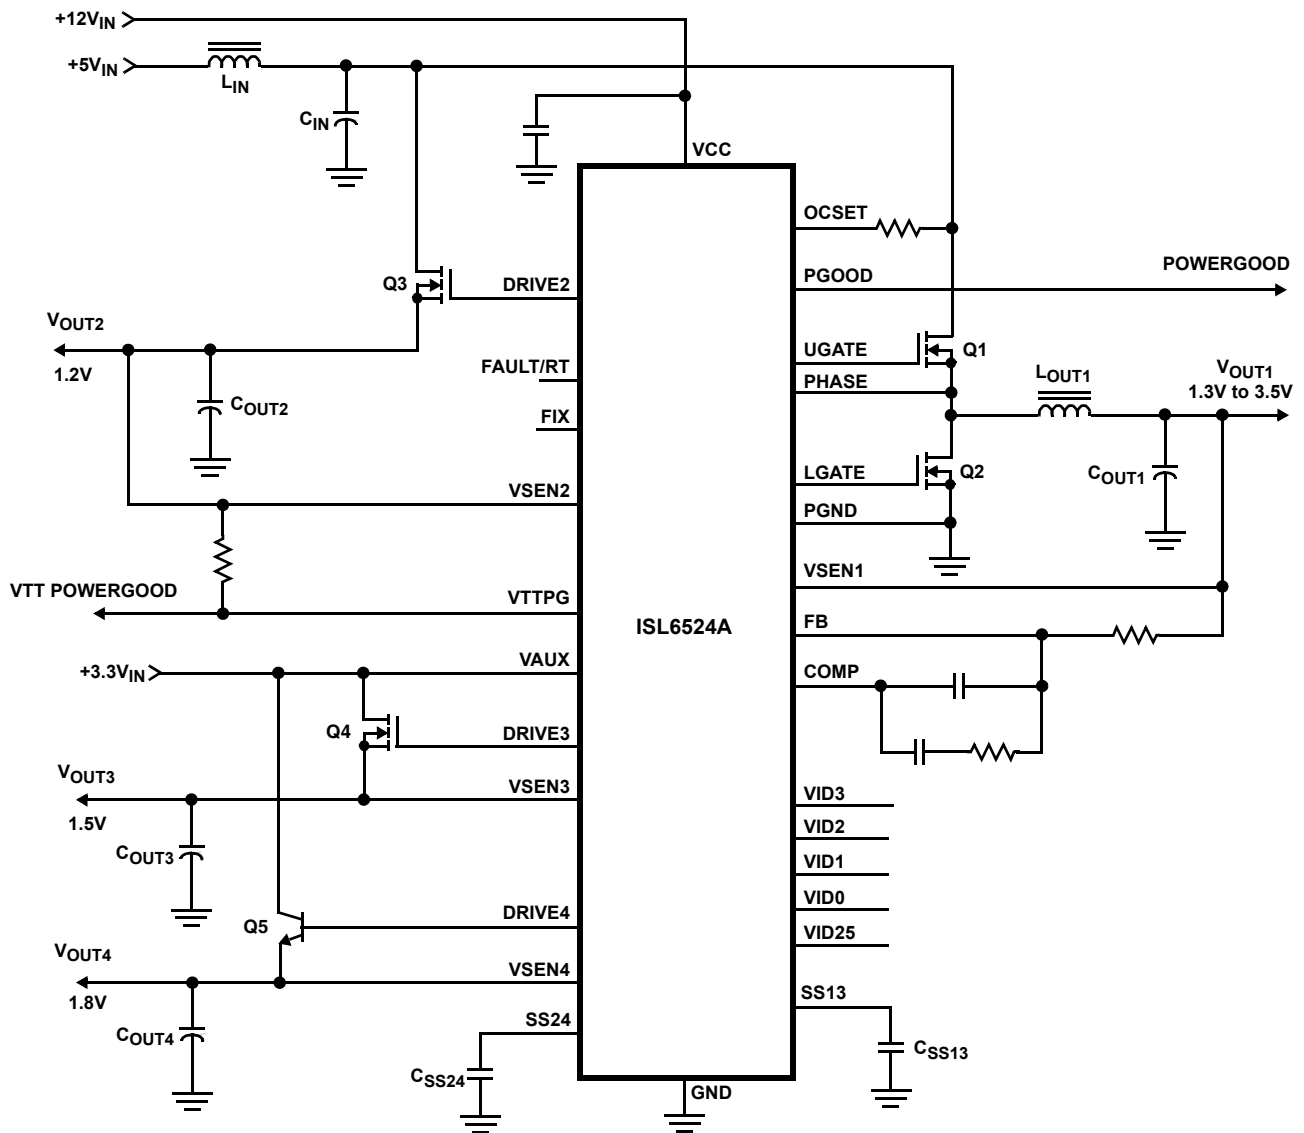 +12VIN
+5VIN
LIN
CIN
VCC
OCSET
PGOOD
POWERGOOD
Q3
DRIVE2
VOUT2
1.2V
COUT2
FAULT/RT
FIX
UGATE
Q1
PHASE
LOUT1
VOUT1
1.3V to 3.5V
LGATE
Q2
COUT1
PGND
VSEN2
VSEN1
VTT POWERGOOD
VTTPG
ISL6524A
FB
+3.3VIN
VAUX
COMP
Q4
DRIVE3
VOUT3
1.5V
VSEN3
COUT3
VID3
VID2
VID1
VID0
VID25
Q5
DRIVE4
VOUT4
1.8V
VSEN4
COUT4
SS24
CSS24
SS13
CSS13
GND